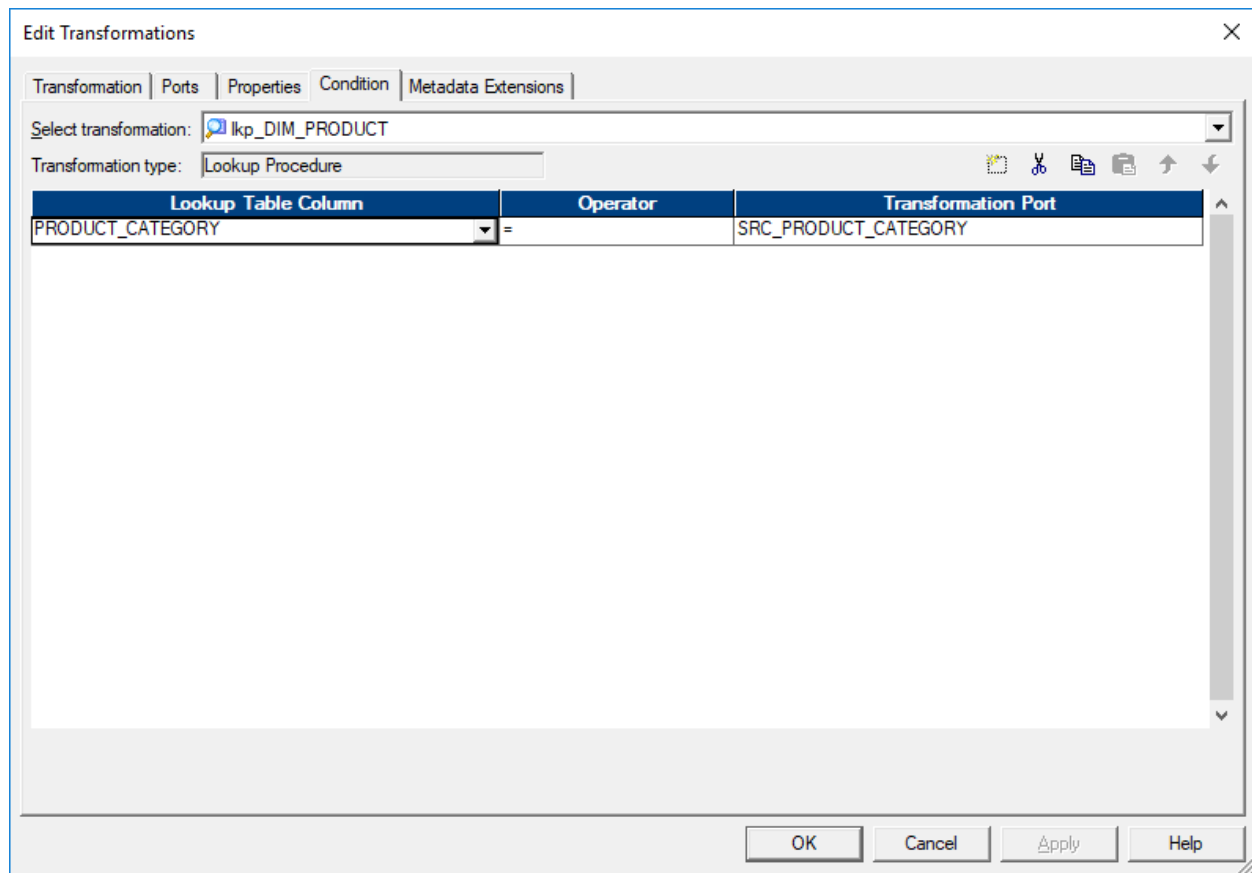 Edit Transformations
Transformation Ports Properties Condition Metadata Extensions
Select transformation: lkp_DIM_PRODUCT
Transformation type: Lookup Procedure
Lookup Table Column Operator Transformation Port
PRODUCT_CATEGORY = SRC_PRODUCT_CATEGORY
OK Cancel Apply Help